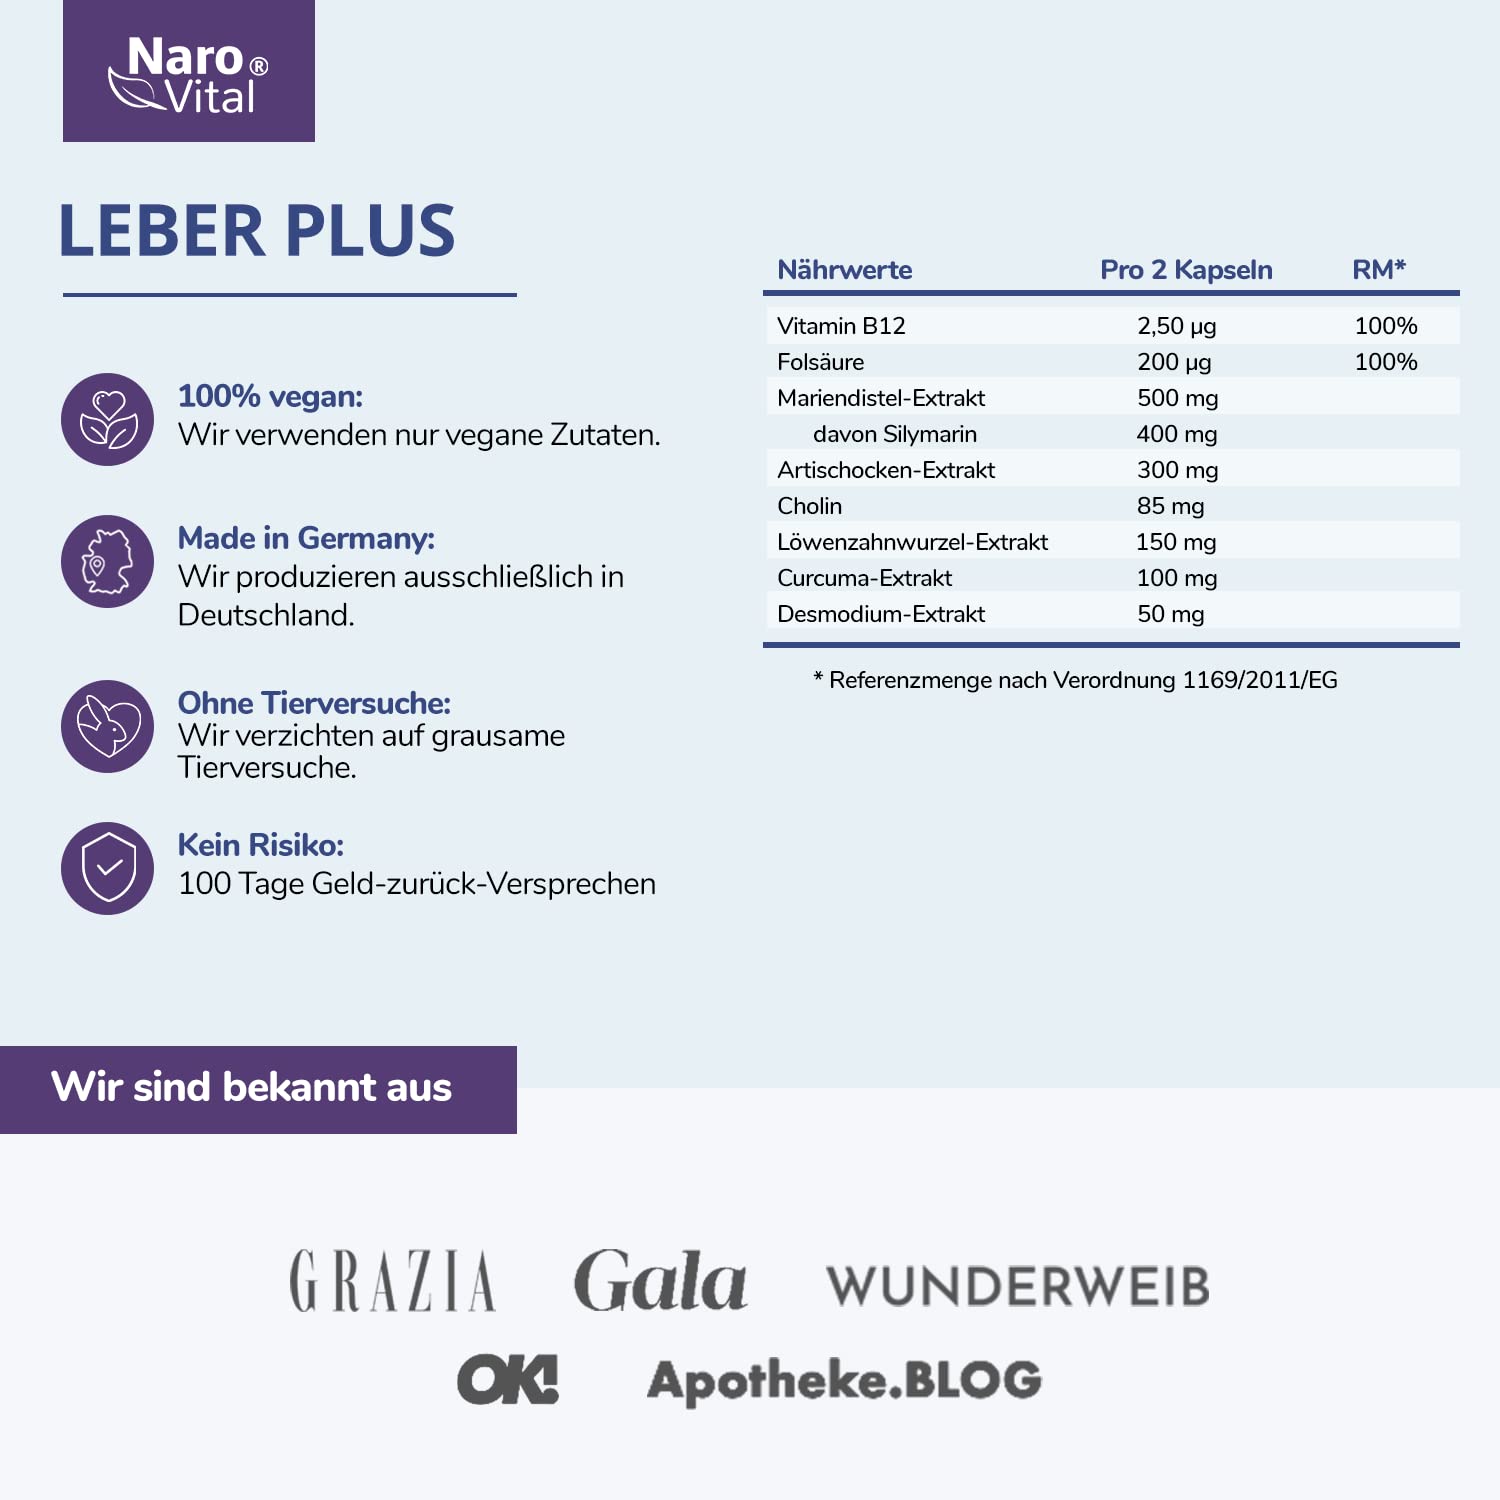 Naro ®
Vital
LEBER PLUS
100% vegan:
Wir verwenden nur vegane Zutaten.
Made in Germany:
Wir produzieren ausschließlich in
Deutschland.
Ohne Tierversuche:
Wir verzichten auf grausame
Tierversuche.
Kein Risiko:
100 Tage Geld-zurück-Versprechen
Nährwerte Pro 2 Kapseln RM*
Vitamin B12 2,50 µg 100%
Folsäure 200 µg 100%
Mariendistel-Extrakt 500 mg
davon Silymarin 400 mg
Artischocken-Extrakt 300 mg
Cholin 85 mg
Löwenzahnwurzel-Extrakt 150 mg
Curcuma-Extrakt 100 mg
Desmodium-Extrakt 50 mg
* Referenzmenge nach Verordnung 1169/2011/EG
Wir sind bekannt aus
GRAZIA Gala WUNDERWEIB
OK! Apotheke.BLOG